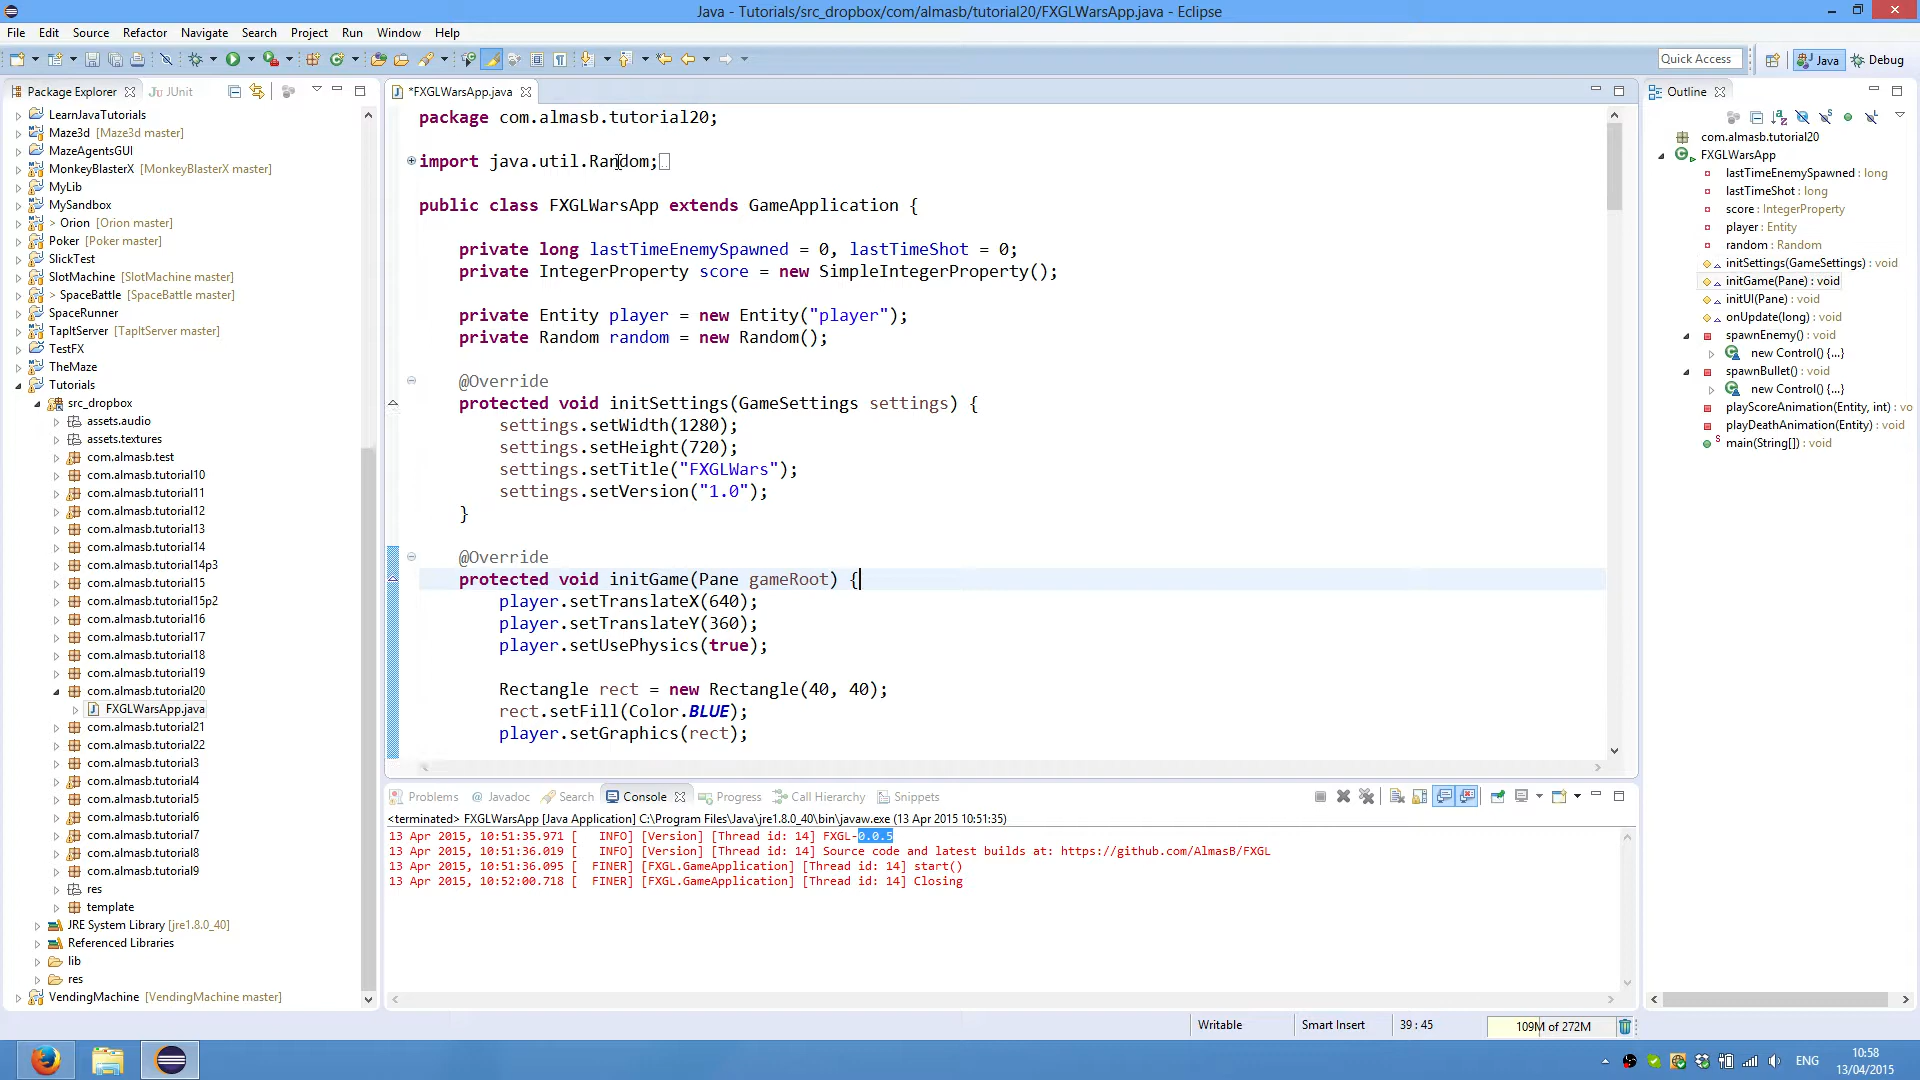 Java - Tutorials/src_dropbox/com/almasb/tutorial20/FXGLWarsApp.java - Eclipse
File Edit Source Refactor Navigate Search Project Run Window Help
Quick Access
Java
Debug
Package Explorer
JUnit
LearnJavaTutorials
Maze3d [Maze3d master]
MazeAgentsGUI
MonkeyBlasterX [MonkeyBlasterX master]
MyLib
MySandbox
> Orion [Orion master]
Poker [Poker master]
SlickTest
SlotMachine [SlotMachine master]
> SpaceBattle [SpaceBattle master]
SpaceRunner
TapItServer [TapItServer master]
TestFX
TheMaze
Tutorials
src_dropbox
assets.audio
assets.textures
com.almasb.test
com.almasb.tutorial10
com.almasb.tutorial11
com.almasb.tutorial12
com.almasb.tutorial13
com.almasb.tutorial14
com.almasb.tutorial14p3
com.almasb.tutorial15
com.almasb.tutorial15p2
com.almasb.tutorial16
com.almasb.tutorial17
com.almasb.tutorial18
com.almasb.tutorial19
com.almasb.tutorial20
FXGLWarsApp.java
com.almasb.tutorial21
com.almasb.tutorial22
com.almasb.tutorial3
com.almasb.tutorial4
com.almasb.tutorial5
com.almasb.tutorial6
com.almasb.tutorial7
com.almasb.tutorial8
com.almasb.tutorial9
res
template
JRE System Library [jre1.8.0_40]
Referenced Libraries
lib
res
VendingMachine [VendingMachine master]
*FXGLWarsApp.java
package com.almasb.tutorial20;
import java.util.Random;
public class FXGLWarsApp extends GameApplication {
private long lastTimeEnemySpawned = 0, lastTimeShot = 0;
private IntegerProperty score = new SimpleIntegerProperty();
private Entity player = new Entity("player");
private Random random = new Random();
@Override
protected void initSettings(GameSettings settings) {
settings.setWidth(1280);
settings.setHeight(720);
settings.setTitle("FXGLWars");
settings.setVersion("1.0");
}
@Override
protected void initGame(Pane gameRoot) {
player.setTranslateX(640);
player.setTranslateY(360);
player.setUsePhysics(true);
Rectangle rect = new Rectangle(40, 40);
rect.setFill(Color.BLUE);
player.setGraphics(rect);
Problems
Javadoc
Search
Console
Progress
Call Hierarchy
Snippets
<terminated> FXGLWarsApp [Java Application] C:\Program Files\Java\jre1.8.0_40\bin\javaw.exe (13 Apr 2015, 10:51:35)
13 Apr 2015, 10:51:35.971 [ INFO] [Version] [Thread id: 14] FXGL-0.0.5
13 Apr 2015, 10:51:36.019 [ INFO] [Version] [Thread id: 14] Source code and latest builds at: https://github.com/AlmasB/FXGL
13 Apr 2015, 10:51:36.095 [ FINER] [FXGL.GameApplication] [Thread id: 14] start()
13 Apr 2015, 10:52:00.718 [ FINER] [FXGL.GameApplication] [Thread id: 14] Closing
Outline
com.almasb.tutorial20
FXGLWarsApp
lastTimeEnemySpawned : long
lastTimeShot : long
score : IntegerProperty
player : Entity
random : Random
initSettings(GameSettings) : void
initGame(Pane) : void
initUI(Pane) : void
onUpdate(long) : void
spawnEnemy() : void
new Control() {...}
spawnBullet() : void
new Control() {...}
playScoreAnimation(Entity, int) : vo
playDeathAnimation(Entity) : void
main(String[]) : void
Writable
Smart Insert
39 : 45
109M of 272M
ENG
10:58
13/04/2015